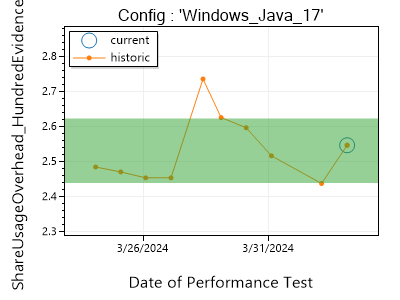 Config : 'Windows_Java_17'
current
historic
ShareUsageOverhead_HundredEvidence
2.8
2.7
2.6
2.5
2.4
2.3
3/26/2024
3/31/2024
Date of Performance Test